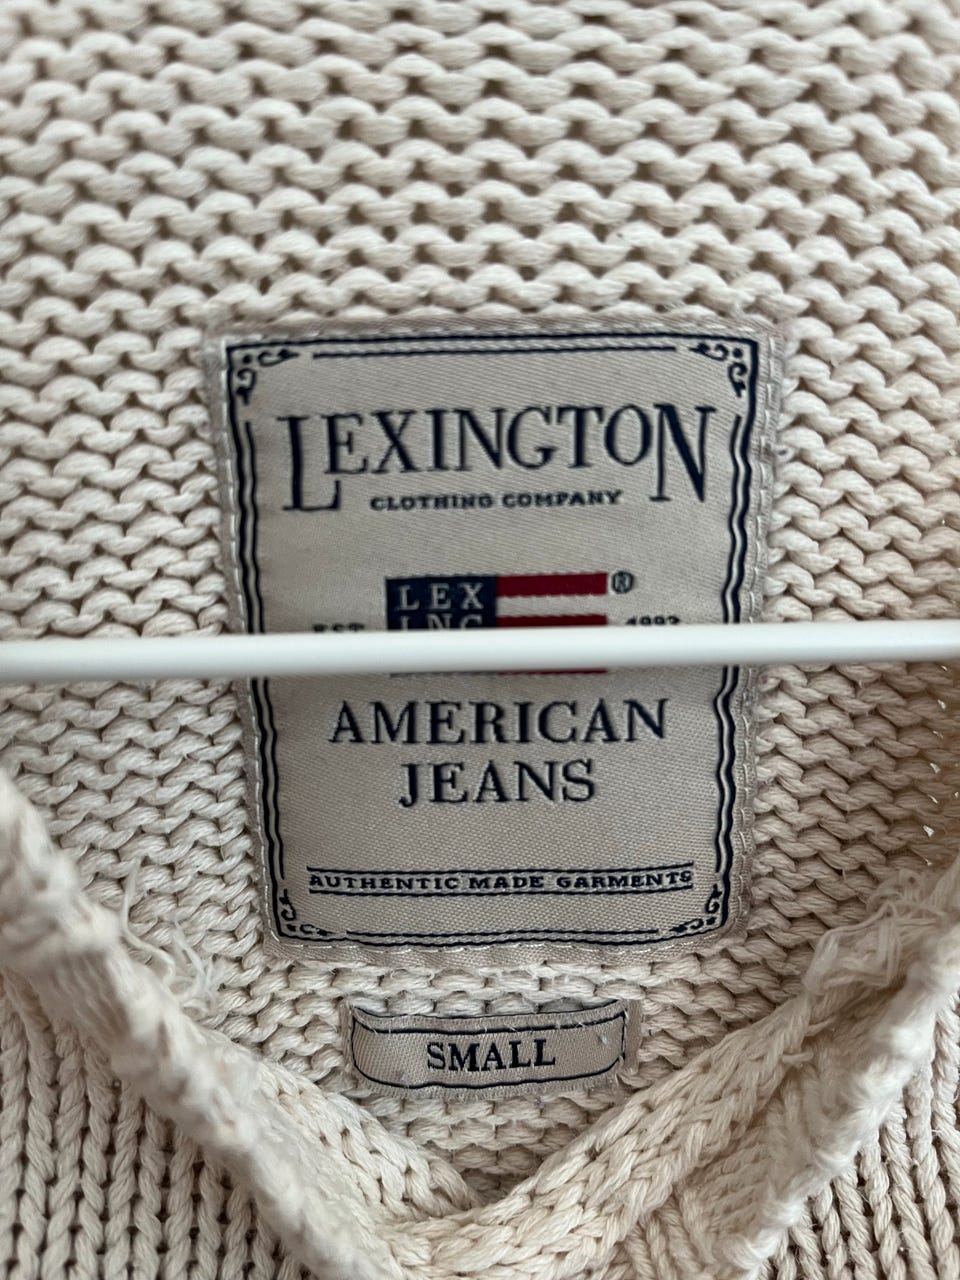 LEXINGTON
CLOTHING COMPANY
LEX ®
AMERICAN
JEANS
AUTHENTIC MADE GARMENTS
SMALL